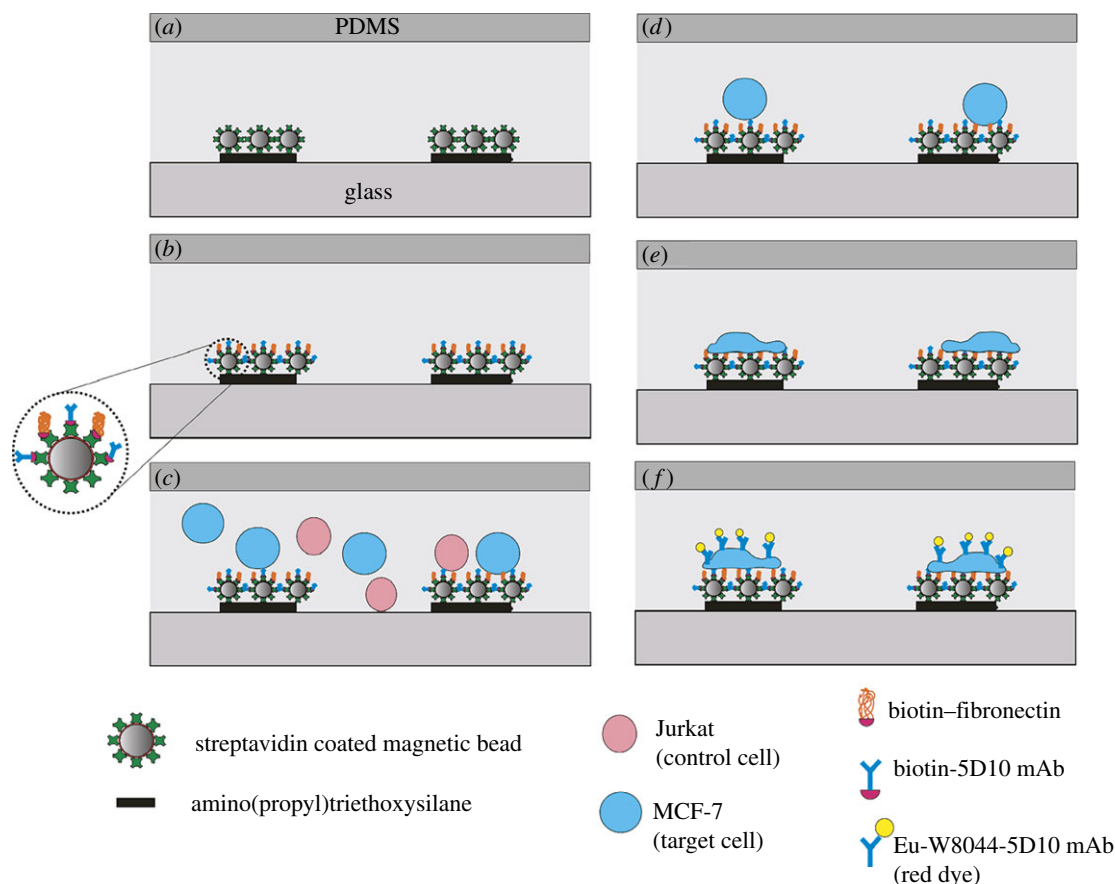 (a)
PDMS
glass
(b)
(c)
(d)
(e)
(f)
streptavidin coated magnetic bead
amino(propyl)triethoxysilane
Jurkat
(control cell)
MCF-7
(target cell)
biotin–fibronectin
biotin-5D10 mAb
Eu-W8044-5D10 mAb
(red dye)